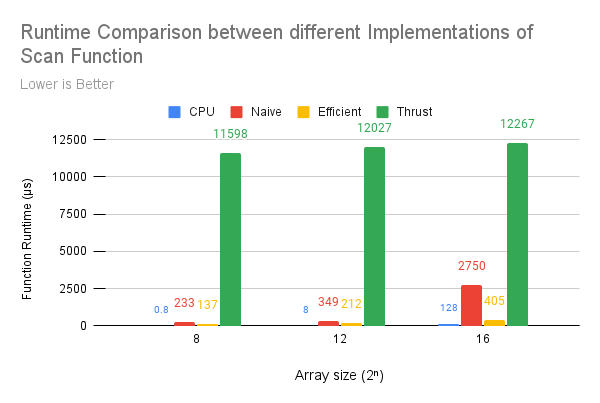 Runtime Comparison between different Implementations of
Scan Function
Lower is Better
CPU Naive Efficient Thrust
11598 12027 12267
12500
10000
7500
5000
2500
0
Function Runtime (μs)
0.8 233 137
8 349 212
128 2750 405
8 12 16
Array size (2ⁿ)